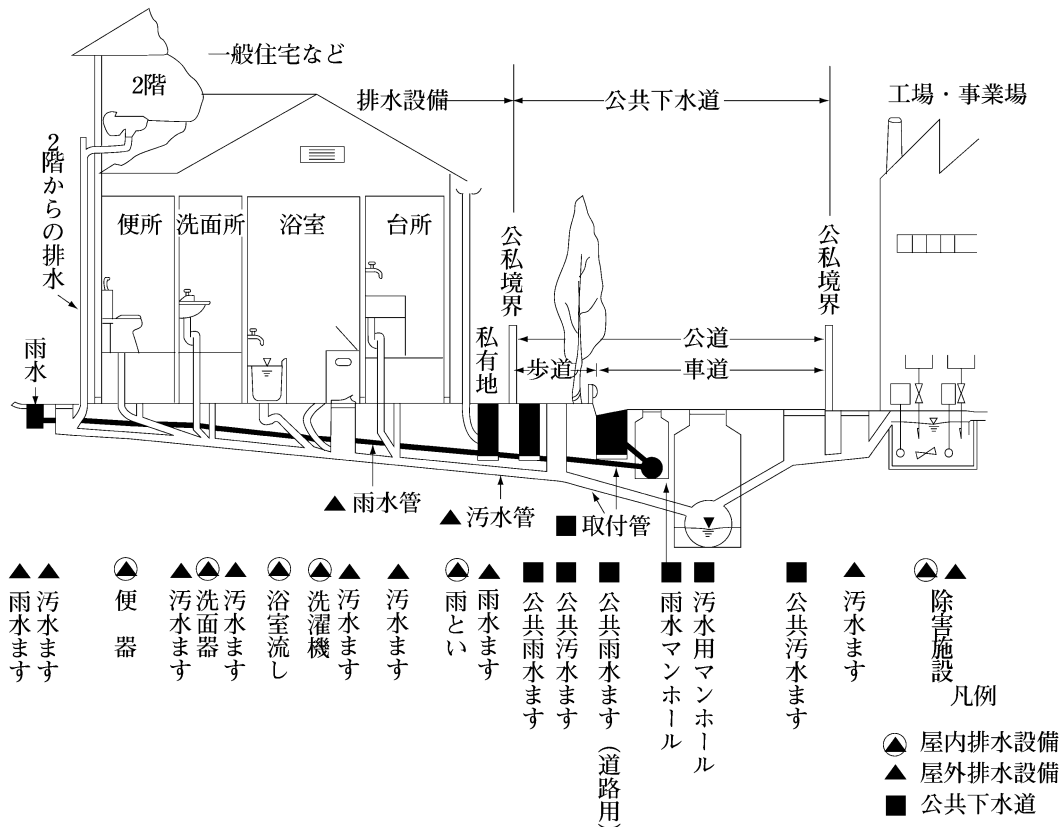 一般住宅など
2階
排水設備
公共下水道
工場・事業場
2階からの排水
便所
洗面所
浴室
台所
公私境界
公私境界
雨水
私有地
公道
歩道
車道
▲雨水管
▲汚水管
■取付管
雨水ます
汚水ます
便器
汚水ます
洗面器
汚水ます
浴室流し
洗濯機
汚水ます
汚水ます
雨とい
雨水ます
公共雨水ます
公共汚水ます
公共雨水ます（道路用）
雨水マンホール
汚水用マンホール
公共汚水ます
汚水ます
除害施設
凡例
屋内排水設備
▲ 屋外排水設備
■ 公共下水道